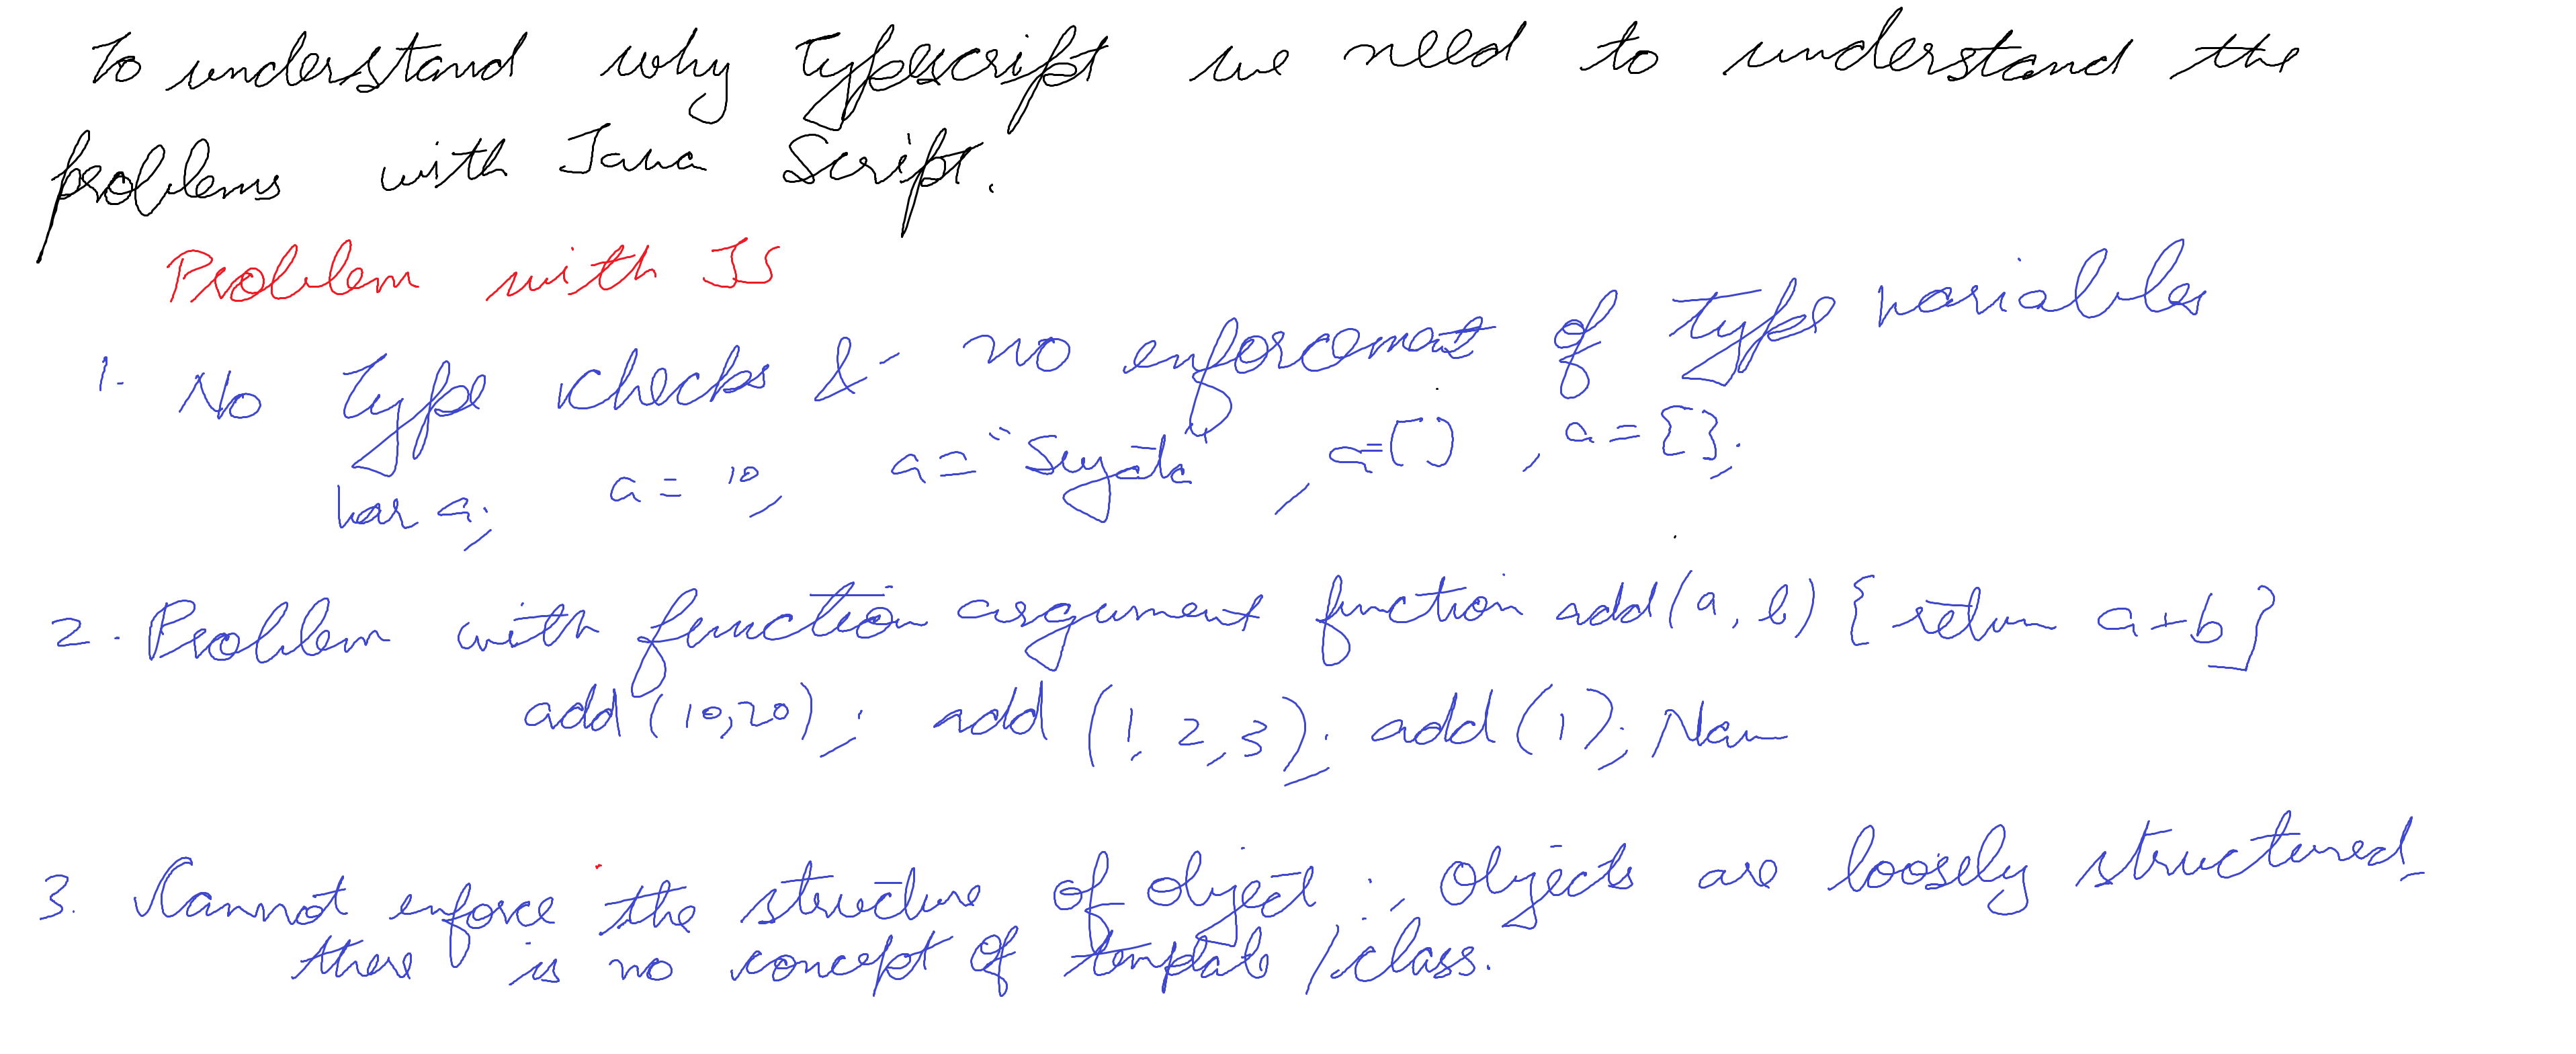 To understand why Typescript we need to understand the
problems with Java Script.
Problem with JS
1. No Type checks & no enforcement of type variables
var a; a = 10, a = "Sujata", a=[], a = {};
2. Problem with function argument function add(a, b) { return a+b}
add (10,20); add (1, 2, 3); add (1); Nan
3. Cannot enforce the structure of object :, Objects are loosely structured,
there is no concept of template / class.